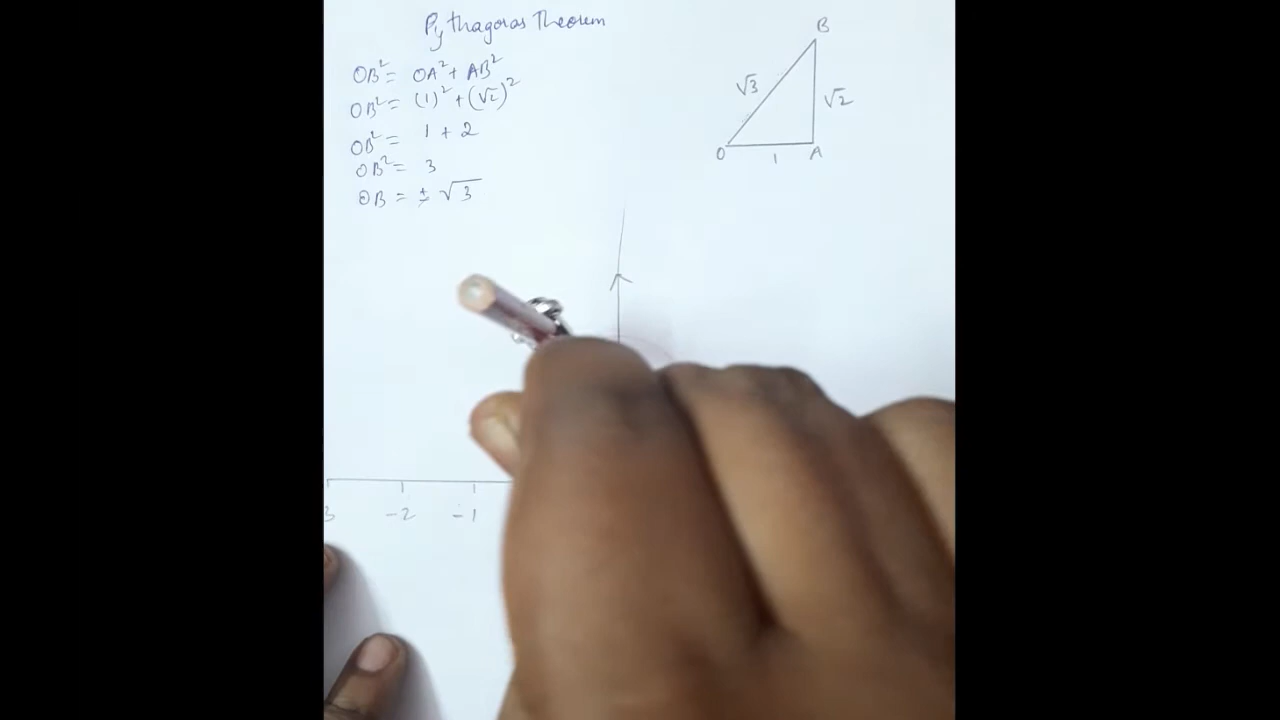 Pythagoras Theorem
OB² = OA² + AB²
OB² = (1)² + (√2)²
OB² = 1 + 2
OB² = 3
OB = ± √3
B
√3
√2
O
1
A
3
-2
-1